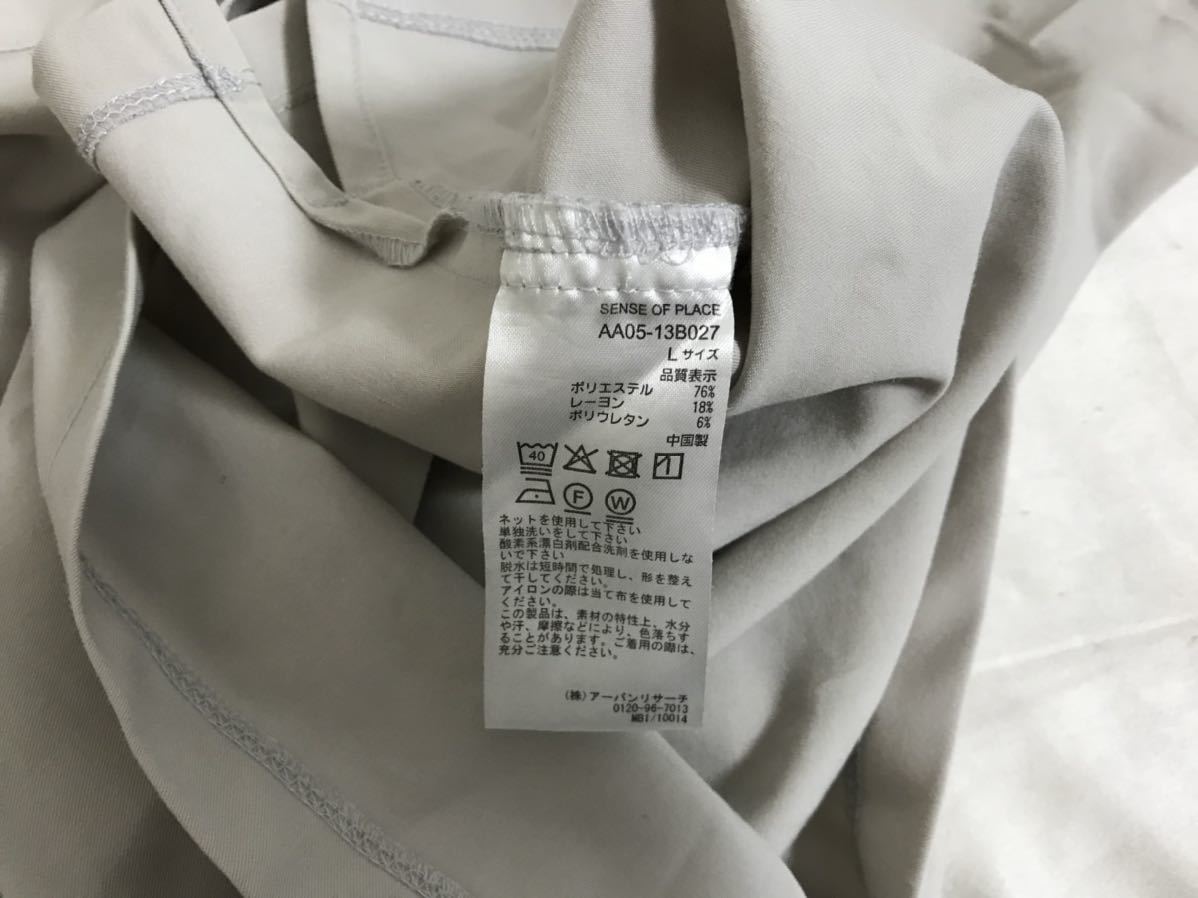 SENSE OF PLACE
AA05-13B027
L サイズ
品質表示
ポリエステル 76%
レーヨン 18%
ポリウレタン 6%
中国製
40
F W
ネットを使用して下さい
単独洗いをして下さい
酸素系漂白剤配合洗剤を使用しな
いで下さい
脱水は短時間で処理し、形を整え
て干してください。
アイロンの際は当て布を使用して
ください。
この製品は、素材の特性上、水分
や汗、摩擦などにより、色落ちす
ることがあります。ご着用の際は、
充分ご注意ください。
(株)アーバンリサーチ
0120-96-7013
MB1/10014